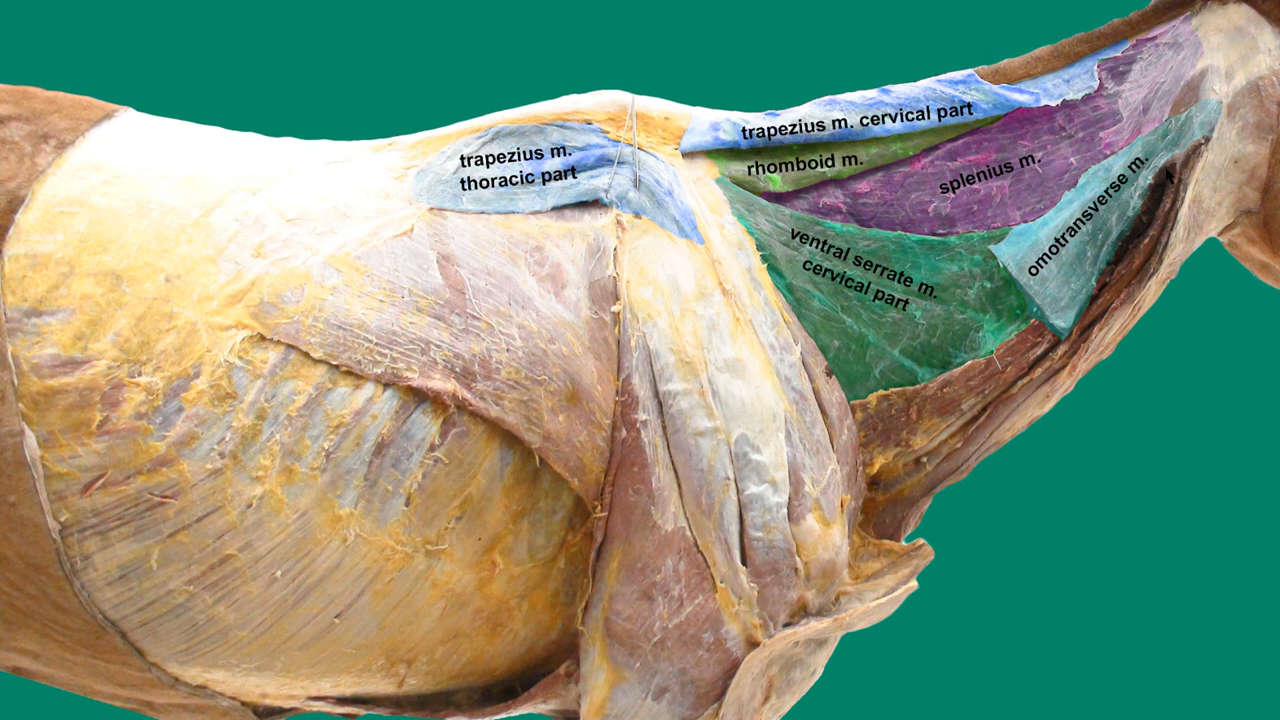 trapezius m. cervical part
trapezius m.
thoracic part
rhomboid m.
splenius m.
omotransverse m.
ventral serrate m.
cervical part